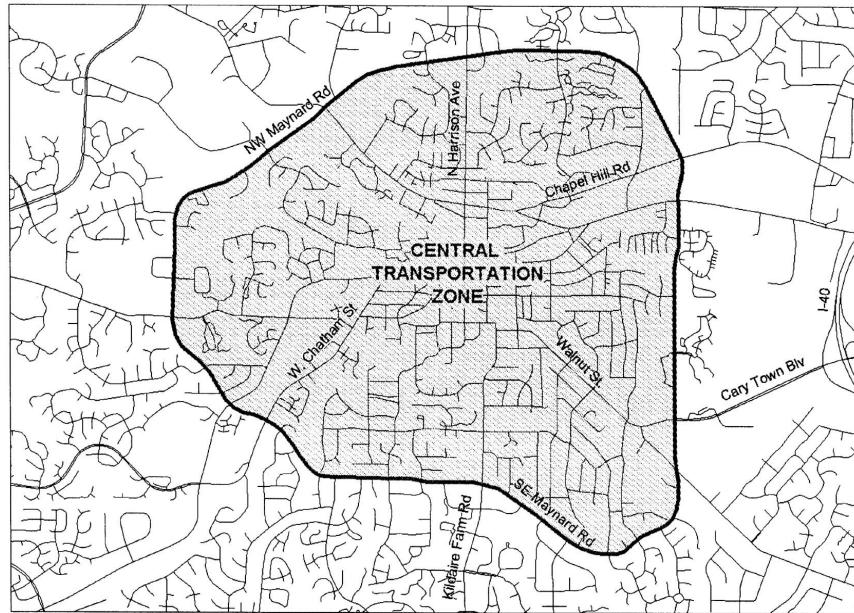 NW Maynard Rd
N Harrison Ave
Chapel Hill Rd
CENTRAL
TRANSPORTATION
ZONE
I-40
W. Chatham St
Walnut St
Cary Town Blv
SE Maynard Rd
Kildaire Farm Rd